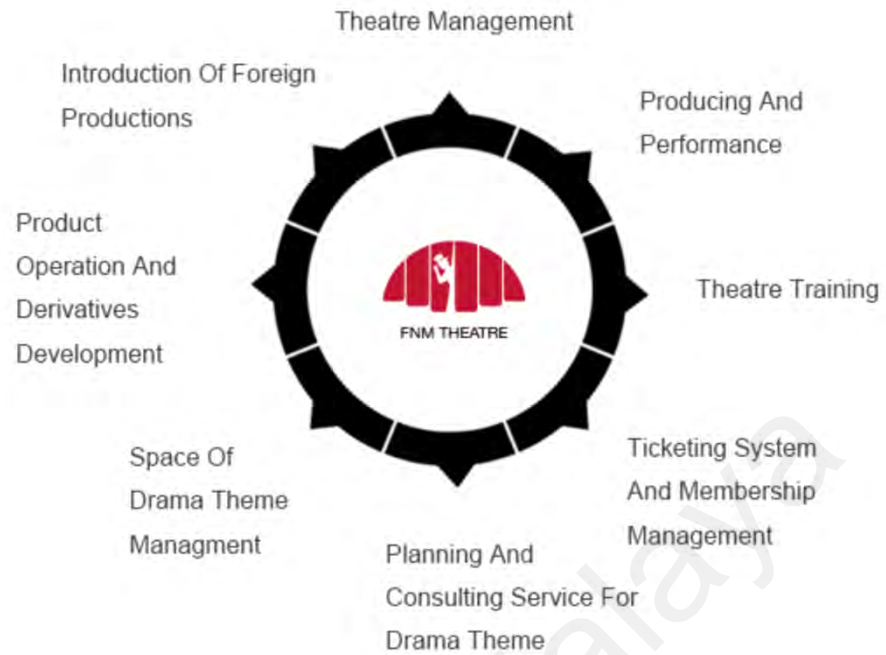 Theatre Management
Introduction Of Foreign
Productions
Producing And
Performance
Product
Operation And
Derivatives
Development
Theatre Training
FNM THEATRE
Space Of
Drama Theme
Managment
Ticketing System
And Membership
Management
Planning And
Consulting Service For
Drama Theme
alaya